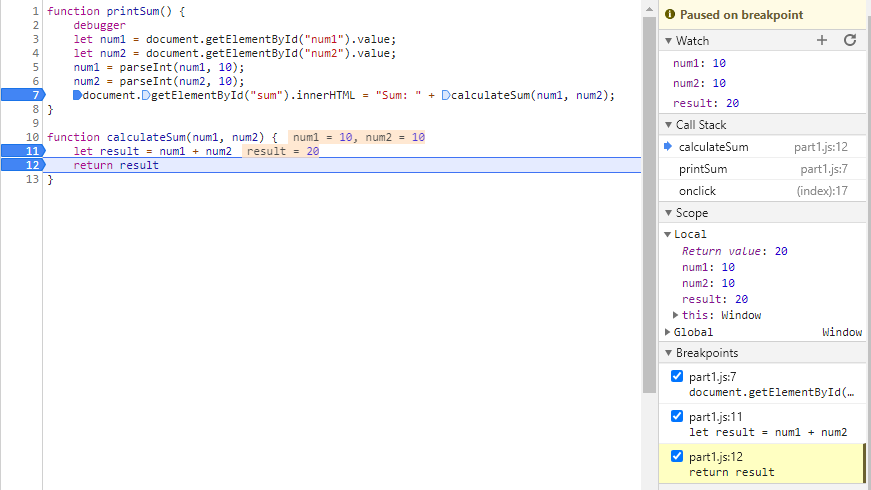 1 function printSum() {
2 debugger
3 let num1 = document.getElementById("num1").value;
4 let num2 = document.getElementById("num2").value;
5 num1 = parseInt(num1, 10);
6 num2 = parseInt(num2, 10);
7 document.getElementById("sum").innerHTML = "Sum: " + calculateSum(num1, num2);
8 }
9
10 function calculateSum(num1, num2) { num1 = 10, num2 = 10
11 let result = num1 + num2 result = 20
12 return result
13 }
Paused on breakpoint
Watch
num1: 10
num2: 10
result: 20
Call Stack
calculateSum part1.js:12
printSum part1.js:7
onclick (index):17
Scope
Local
Return value: 20
num1: 10
num2: 10
result: 20
this: Window
Global Window
Breakpoints
part1.js:7
document.getElementById(…
part1.js:11
let result = num1 + num2
part1.js:12
return result